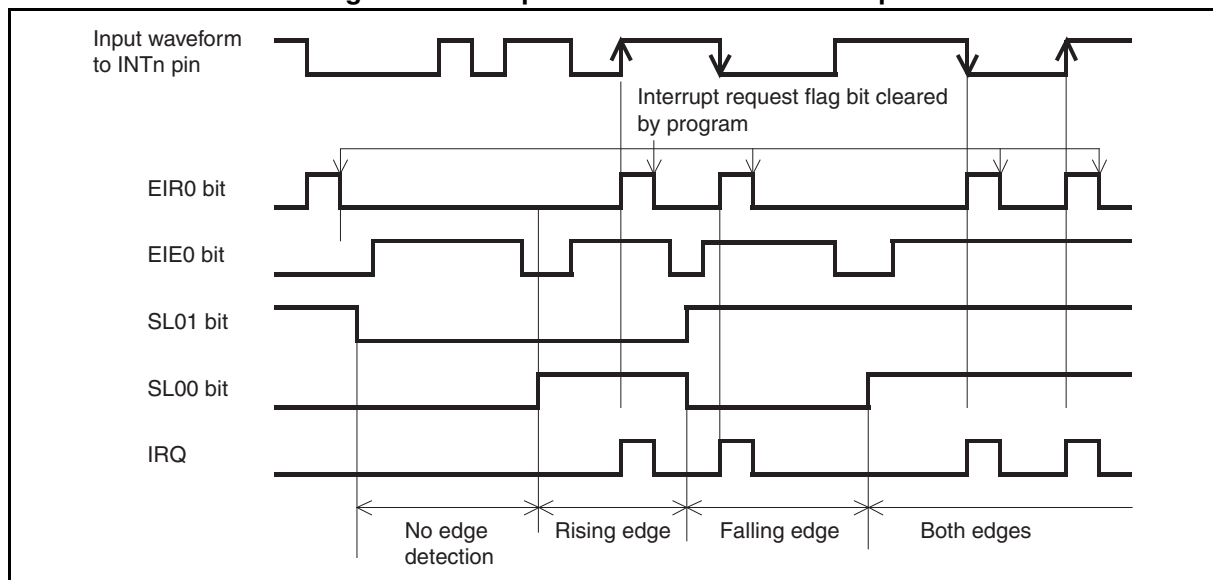 Input waveform
to INTn pin
Interrupt request flag bit cleared
by program
EIR0 bit
EIE0 bit
SL01 bit
SL00 bit
IRQ
No edge
detection
Rising edge
Falling edge
Both edges